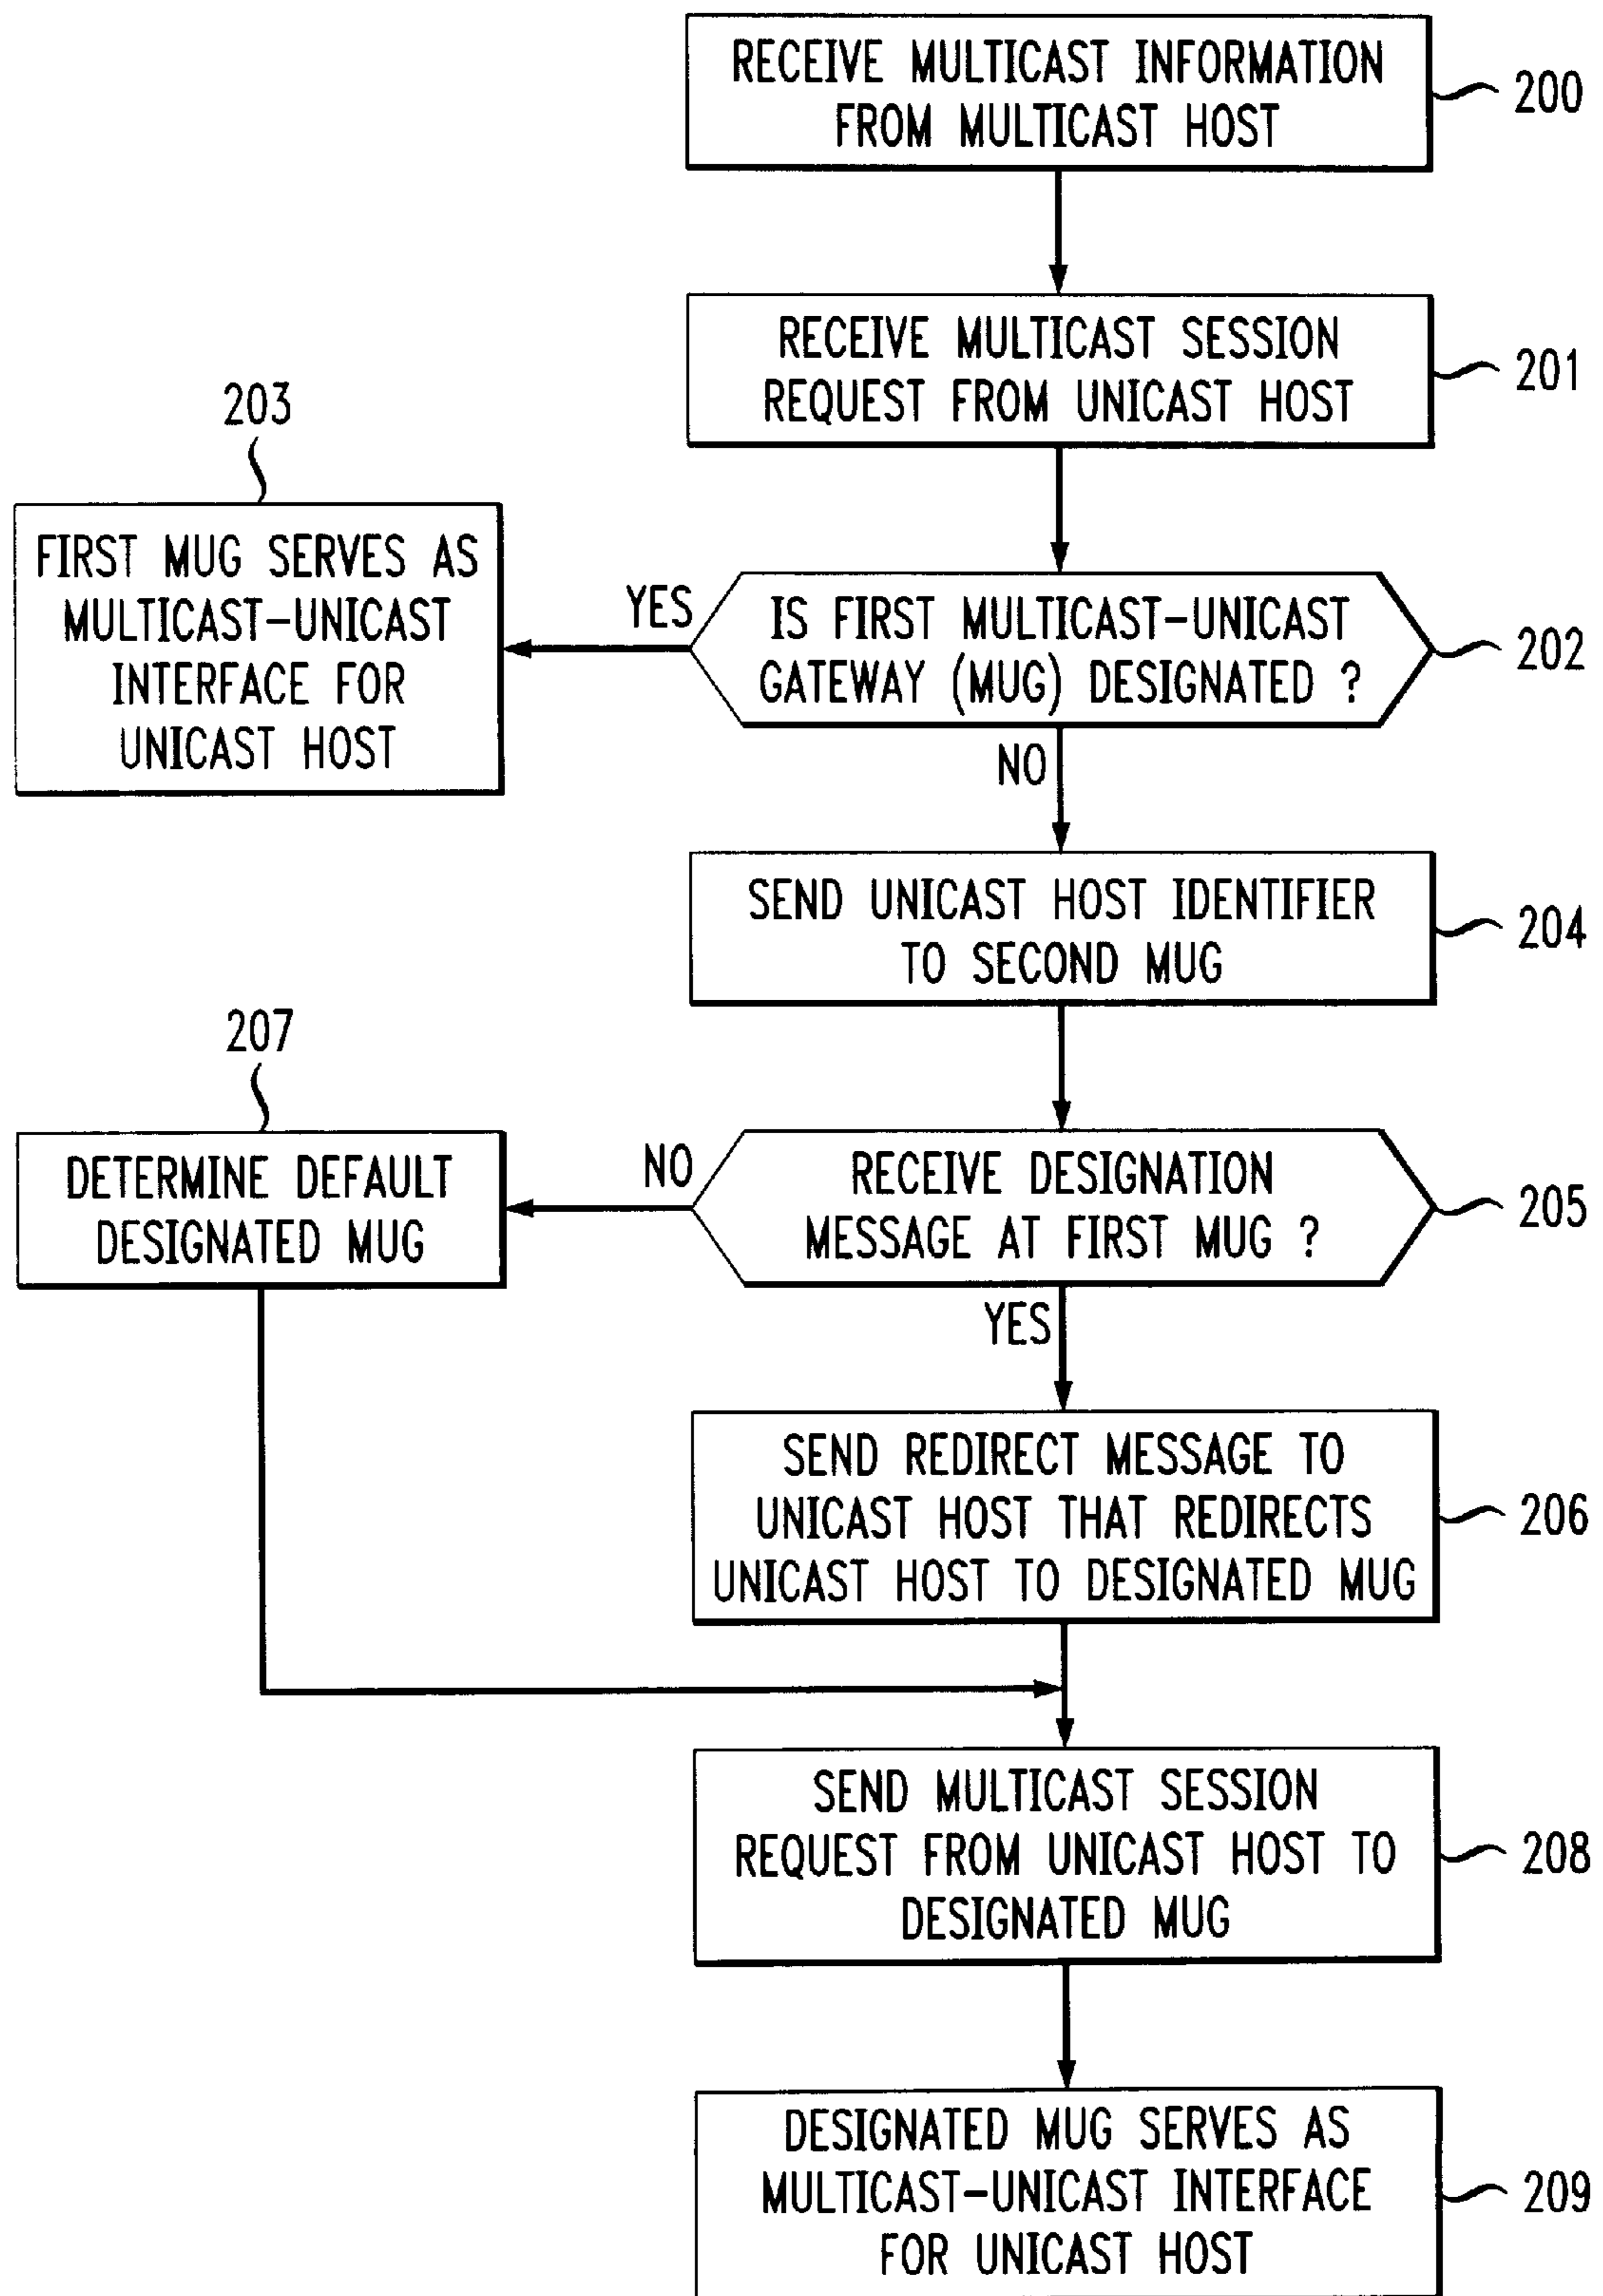 RECEIVE MULTICAST INFORMATION
FROM MULTICAST HOST
200
RECEIVE MULTICAST SESSION
REQUEST FROM UNICAST HOST
201
203
FIRST MUG SERVES AS
MULTICAST-UNICAST
INTERFACE FOR
UNICAST HOST
YES
IS FIRST MULTICAST-UNICAST
GATEWAY (MUG) DESIGNATED ?
202
NO
SEND UNICAST HOST IDENTIFIER
TO SECOND MUG
204
207
DETERMINE DEFAULT
DESIGNATED MUG
NO
RECEIVE DESIGNATION
MESSAGE AT FIRST MUG ?
205
YES
SEND REDIRECT MESSAGE TO
UNICAST HOST THAT REDIRECTS
UNICAST HOST TO DESIGNATED MUG
206
SEND MULTICAST SESSION
REQUEST FROM UNICAST HOST TO
DESIGNATED MUG
208
DESIGNATED MUG SERVES AS
MULTICAST-UNICAST INTERFACE
FOR UNICAST HOST
209